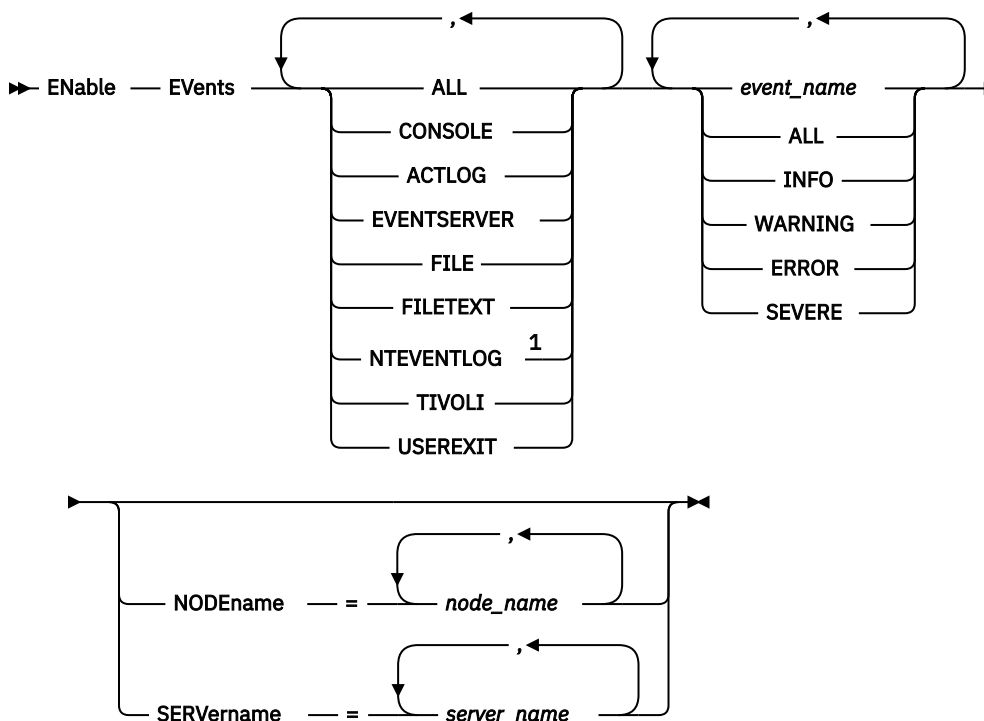 , ,
ENable EVents ALL event_name
CONSOLE ALL
ACTLOG INFO
EVENTSERVER WARNING
FILE ERROR
FILETEXT SEVERE
NTEVENTLOG 1
TIVOLI
USEREXIT
,
NODEname = node_name
,
SERVername = server_name